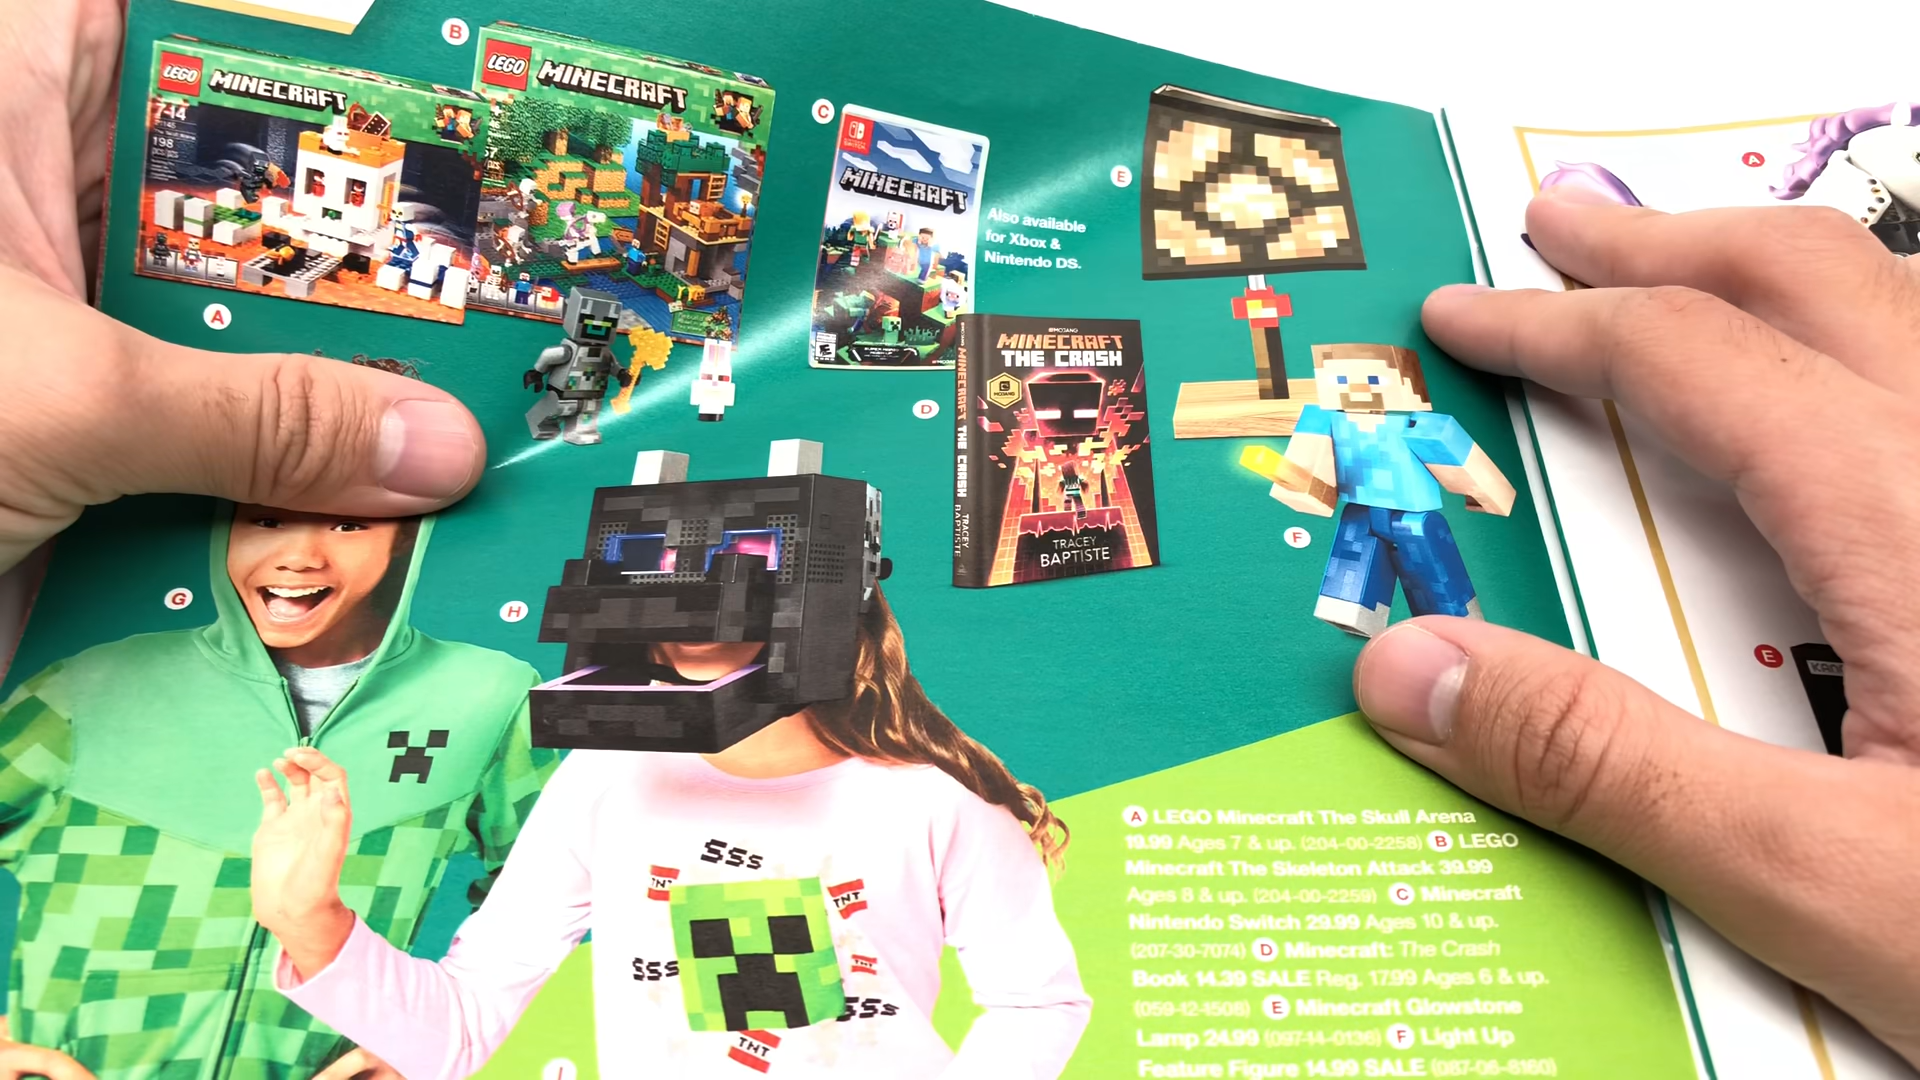 B
LEGO MINECRAFT
LEGO MINECRAFT
7-14
198
A
C
MINECRAFT
Also available
for Xbox &
Nintendo DS.
E
A
D
MOJANG
MINECRAFT
THE CRASH
TRACEY
BAPTISTE
MINECRAFT THE CRASH TRACEY BAPTISTE
F
G
H
E
SSS
TNT
TNT
SSS
TNT
SSS
TNT
I
A LEGO Minecraft The Skull Arena
19.99 Ages 7 & up. (204-00-2258) B LEGO
Minecraft The Skeleton Attack 39.99
Ages 8 & up. (204-00-2259) C Minecraft
Nintendo Switch 29.99 Ages 10 & up.
(207-30-7074) D Minecraft: The Crash
Book 14.39 SALE Reg. 17.99 Ages 6 & up.
(059-12-1508) E Minecraft Glowstone
Lamp 24.99 (097-14-0136) F Light Up
Feature Figure 14.99 SALE (087-06-8160)